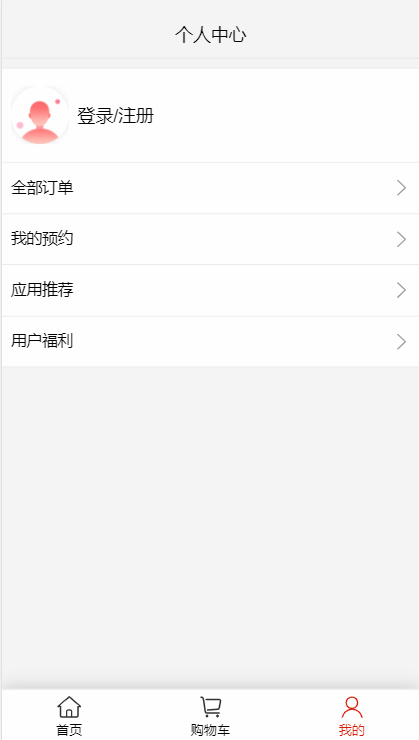 个人中心
登录/注册
全部订单
我的预约
应用推荐
用户福利
首页
购物车
我的